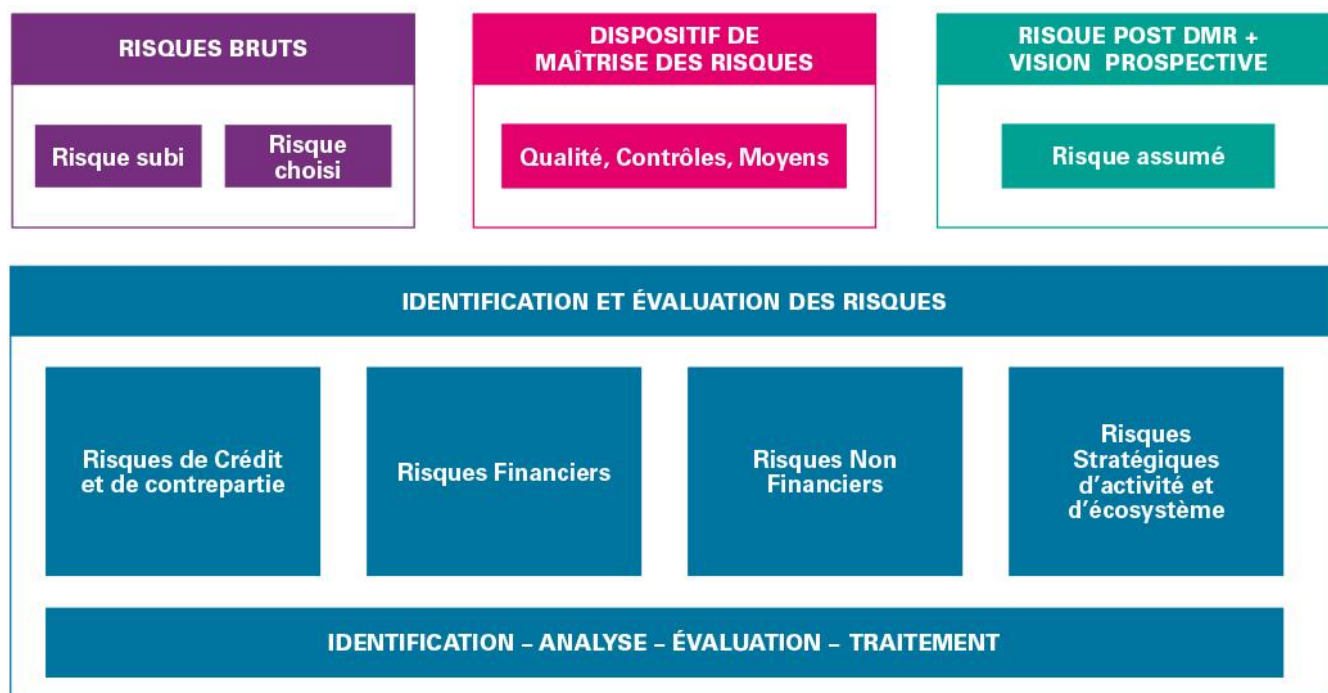 RISQUES BRUTS
Risque subi
Risque
choisi
DISPOSITIF DE
MAÎTRISE DES RISQUES
Qualité, Contrôles, Moyens
RISQUE POST DMR +
VISION PROSPECTIVE
Risque assumé
IDENTIFICATION ET ÉVALUATION DES RISQUES
Risques de Crédit
et de contrepartie
Risques Financiers
Risques Non
Financiers
Risques
Stratégiques
d’activité et
d’écosystème
IDENTIFICATION – ANALYSE – ÉVALUATION – TRAITEMENT